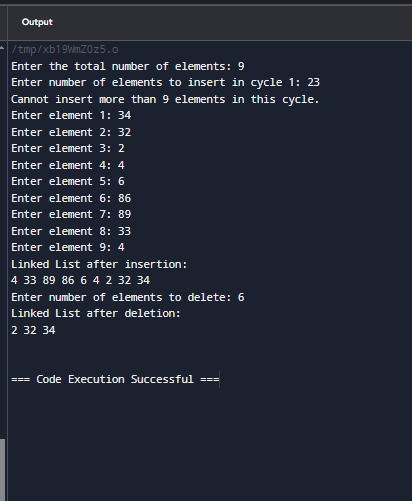 Output
/tmp/xb19WmZOz5.o
Enter the total number of elements: 9
Enter number of elements to insert in cycle 1: 23
Cannot insert more than 9 elements in this cycle.
Enter element 1: 34
Enter element 2: 32
Enter element 3: 2
Enter element 4: 4
Enter element 5: 6
Enter element 6: 86
Enter element 7: 89
Enter element 8: 33
Enter element 9: 4
Linked List after insertion:
4 33 89 86 6 4 2 32 34
Enter number of elements to delete: 6
Linked List after deletion:
2 32 34
=== Code Execution Successful ===